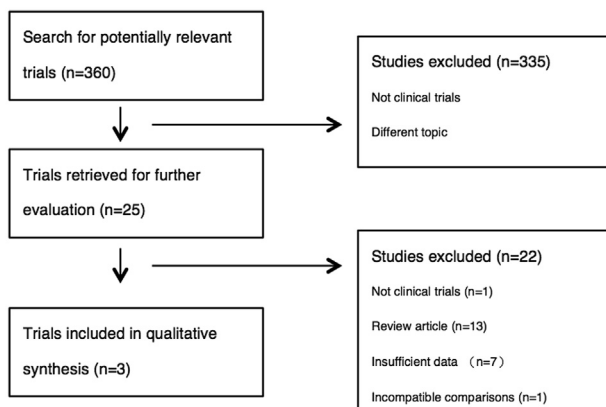 Search for potentially relevant
trials (n=360)
Studies excluded (n=335)
Not clinical trials
Different topic
Trials retrieved for further
evaluation (n=25)
Studies excluded (n=22)
Not clinical trials (n=1)
Review article (n=13)
Insufficient data （n=7）
Incompatible comparisons (n=1)
Trials included in qualitative
synthesis (n=3)